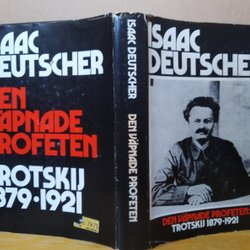 ISAAC
DEUTSCHER
DEN
VÄPNADE
PROFETEN
TROTSKIJ
1879·1921
ISAAC DEUTSCHER
DEN VÄPNADE PROFETEN
ISAAC
DEUTSCHER
DEN VÄPNADE PROFETEN:
TROTSKIJ 1879·1921